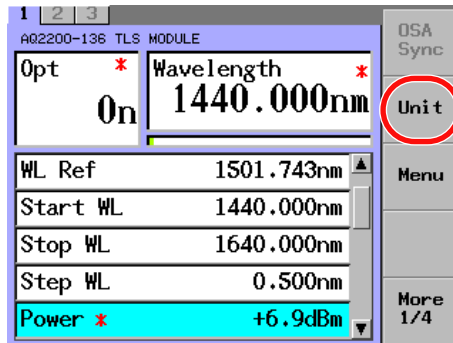 1 2 3
AQ2200-136 TLS MODULE
Opt *
On
Wavelength *
1440.000nm
WL Ref 1501.743nm
Start WL 1440.000nm
Stop WL 1640.000nm
Step WL 0.500nm
Power * +6.9dBm
OSA
Sync
Unit
Menu
More
1/4